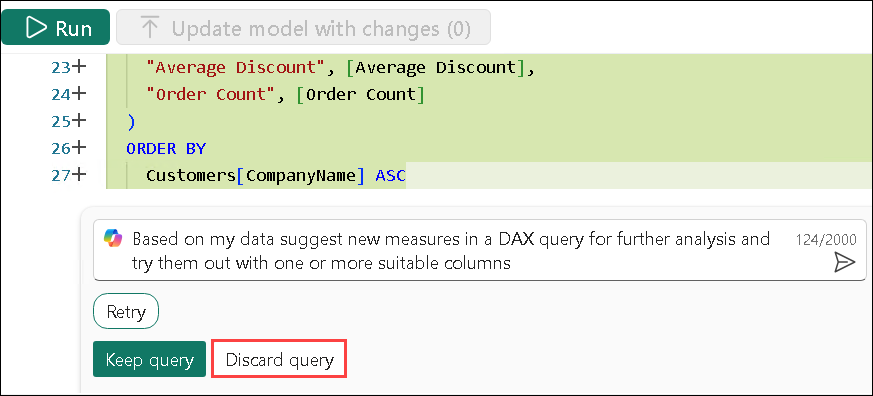 Run
Update model with changes (0)
23+ "Average Discount", [Average Discount],
24+ "Order Count", [Order Count]
25+ )
26+ ORDER BY
27+ Customers[CompanyName] ASC
Based on my data suggest new measures in a DAX query for further analysis and
124/2000
try them out with one or more suitable columns
Retry
Keep query
Discard query